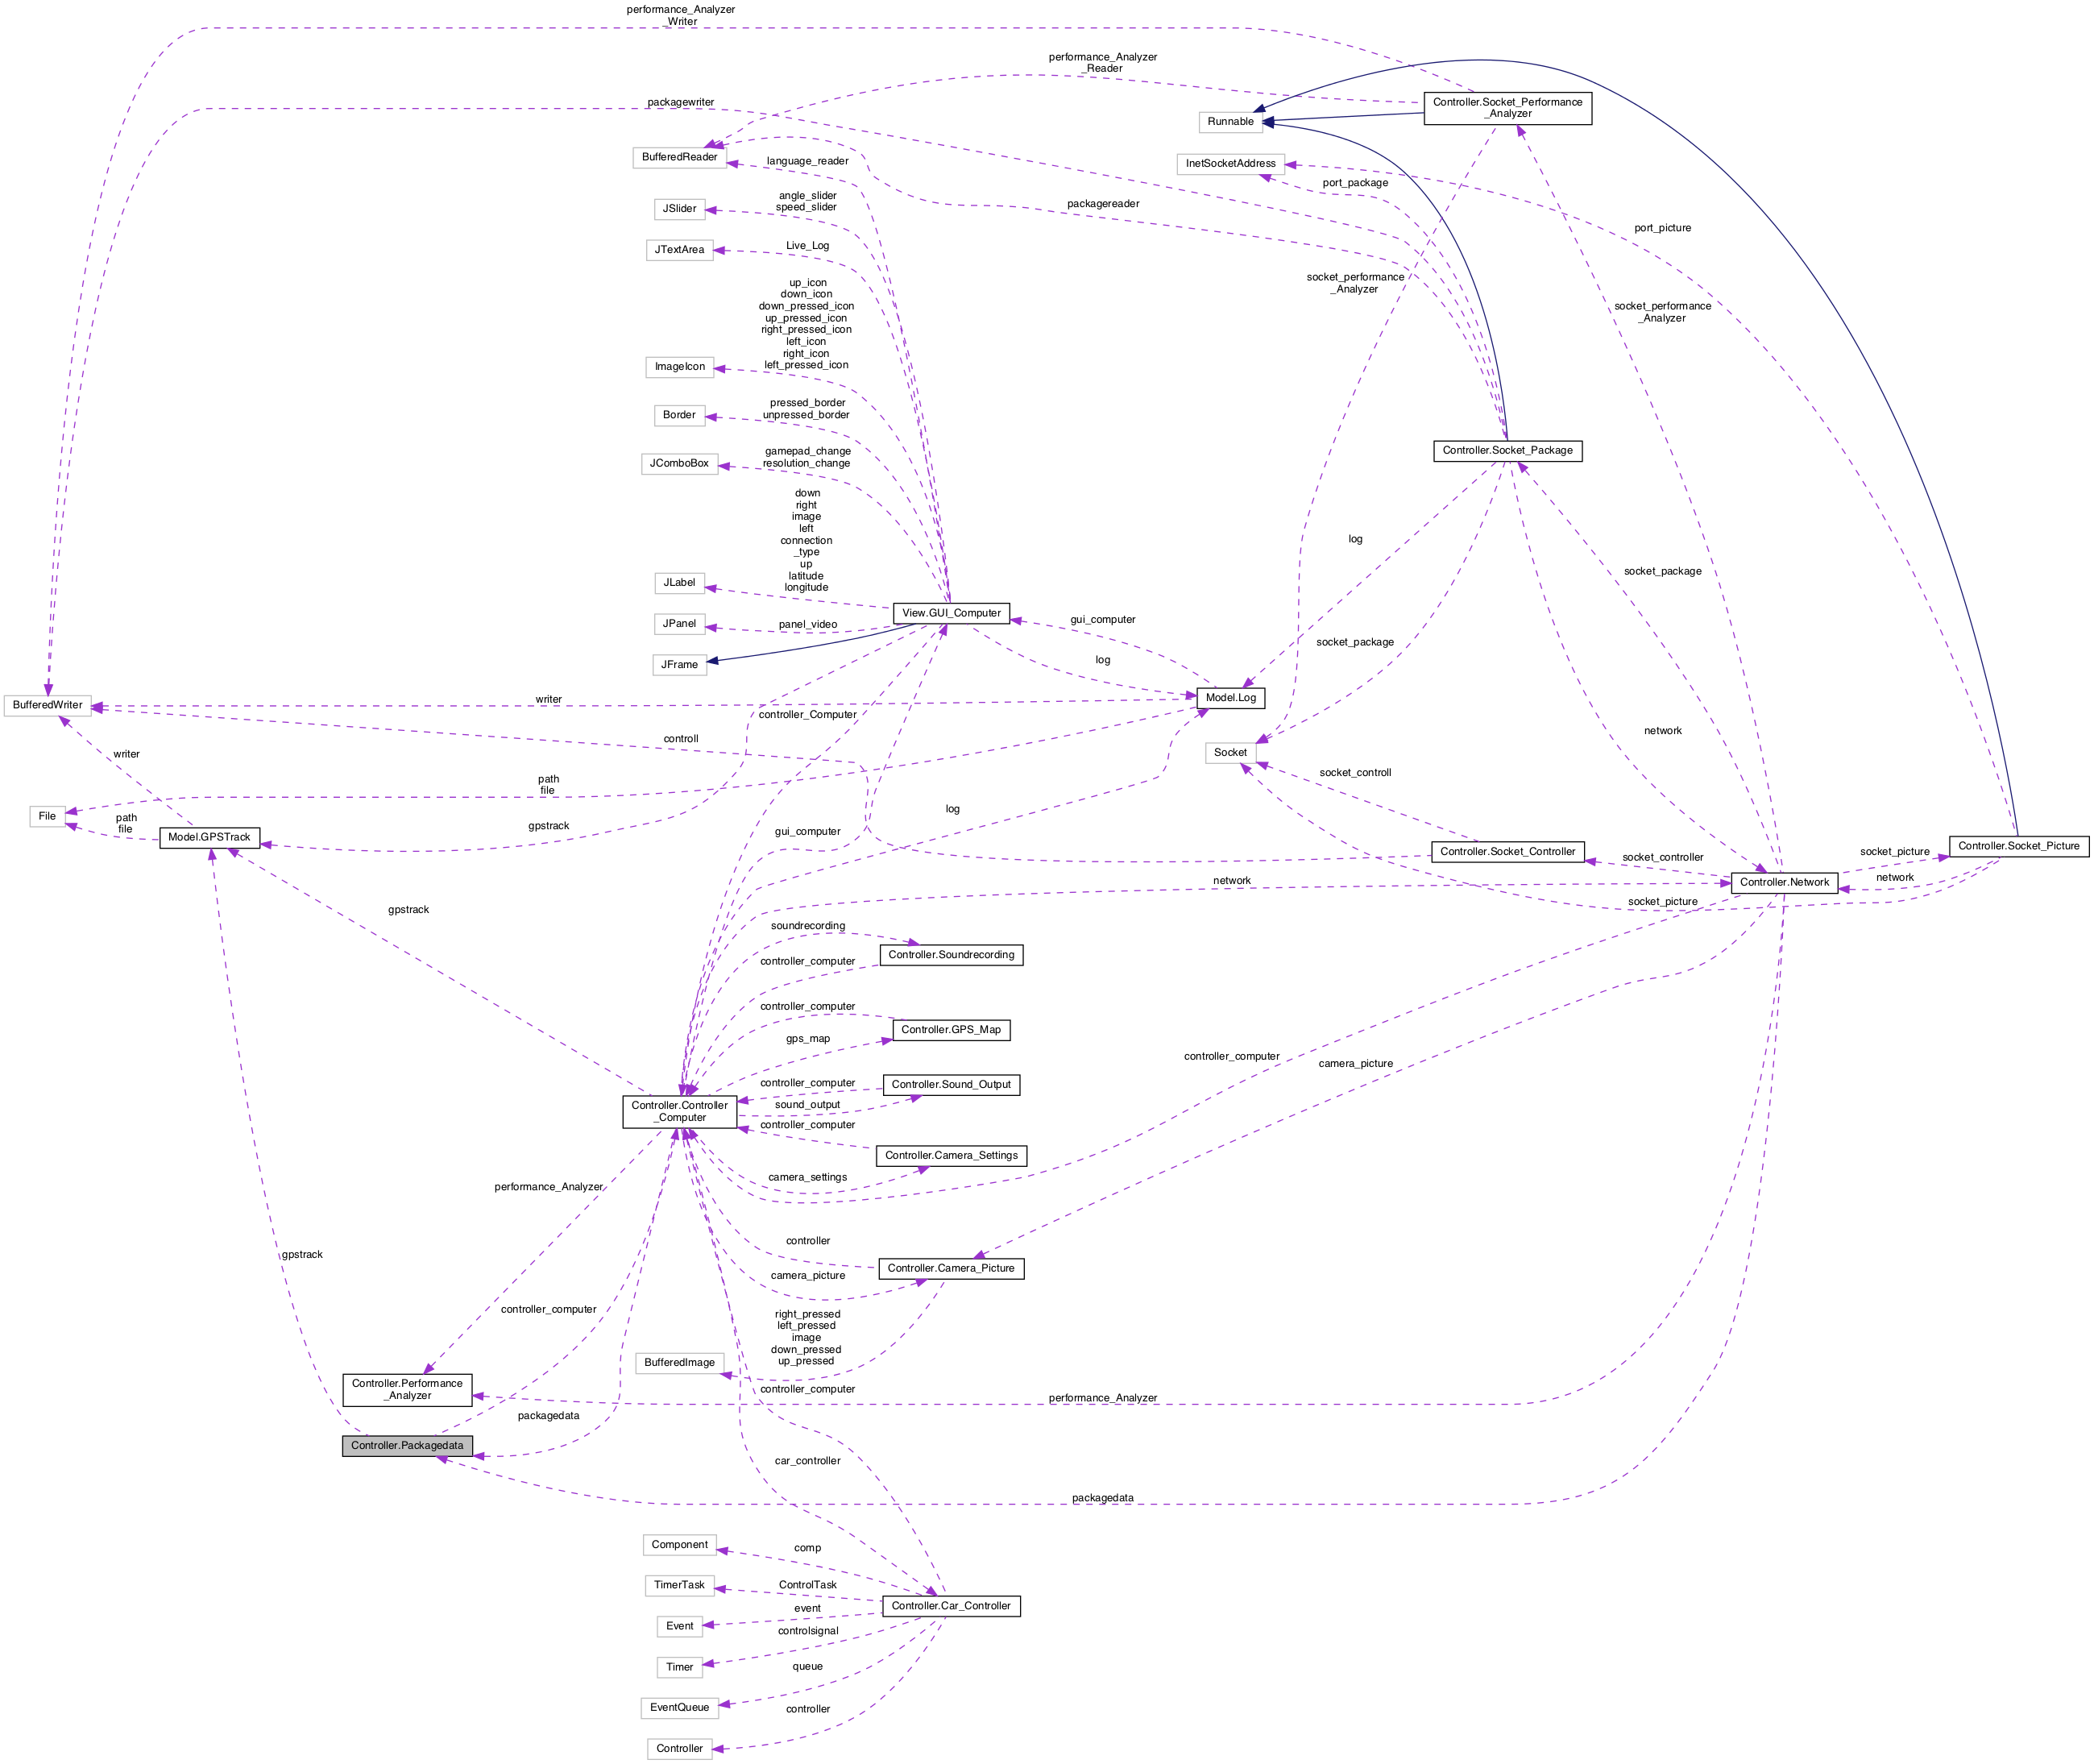 performance_Analyzer
_Writer
performance_Analyzer
_Reader
packagewriter
Controller.Socket_Performance
_Analyzer
Runnable
BufferedReader
language_reader
InetSocketAddress
port_package
angle_slider
speed_slider
JSlider
packagereader
port_picture
Live_Log
JTextArea
socket_performance
_Analyzer
up_icon
down_icon
down_pressed_icon
up_pressed_icon
right_pressed_icon
left_icon
right_icon
left_pressed_icon
ImageIcon
socket_performance
_Analyzer
pressed_border
unpressed_border
Border
gamepad_change
resolution_change
JComboBox
Controller.Socket_Package
down
right
image
left
connection
_type
up
latitude
longitude
JLabel
log
socket_package
View.GUI_Computer
gui_computer
JPanel
panel_video
socket_package
JFrame
log
Model.Log
BufferedWriter
writer
controller_Computer
network
controll
writer
Socket
socket_controll
path
file
File
path
file
gpstrack
Model.GPSTrack
gui_computer
log
Controller.Socket_Controller
socket_controller
socket_picture
Controller.Socket_Picture
network
Controller.Network
network
gpstrack
socket_picture
soundrecording
Controller.Soundrecording
controller_computer
controller_computer
Controller.GPS_Map
gps_map
controller_computer
camera_picture
controller_computer
Controller.Sound_Output
Controller.Controller
_Computer
sound_output
controller_computer
Controller.Camera_Settings
camera_settings
performance_Analyzer
controller
gpstrack
Controller.Camera_Picture
camera_picture
controller_computer
right_pressed
left_pressed
image
down_pressed
up_pressed
BufferedImage
Controller.Performance
_Analyzer
controller_computer
performance_Analyzer
packagedata
Controller.Packagedata
car_controller
packagedata
Component
comp
TimerTask
ControlTask
Controller.Car_Controller
event
Event
controlsignal
Timer
queue
EventQueue
controller
Controller